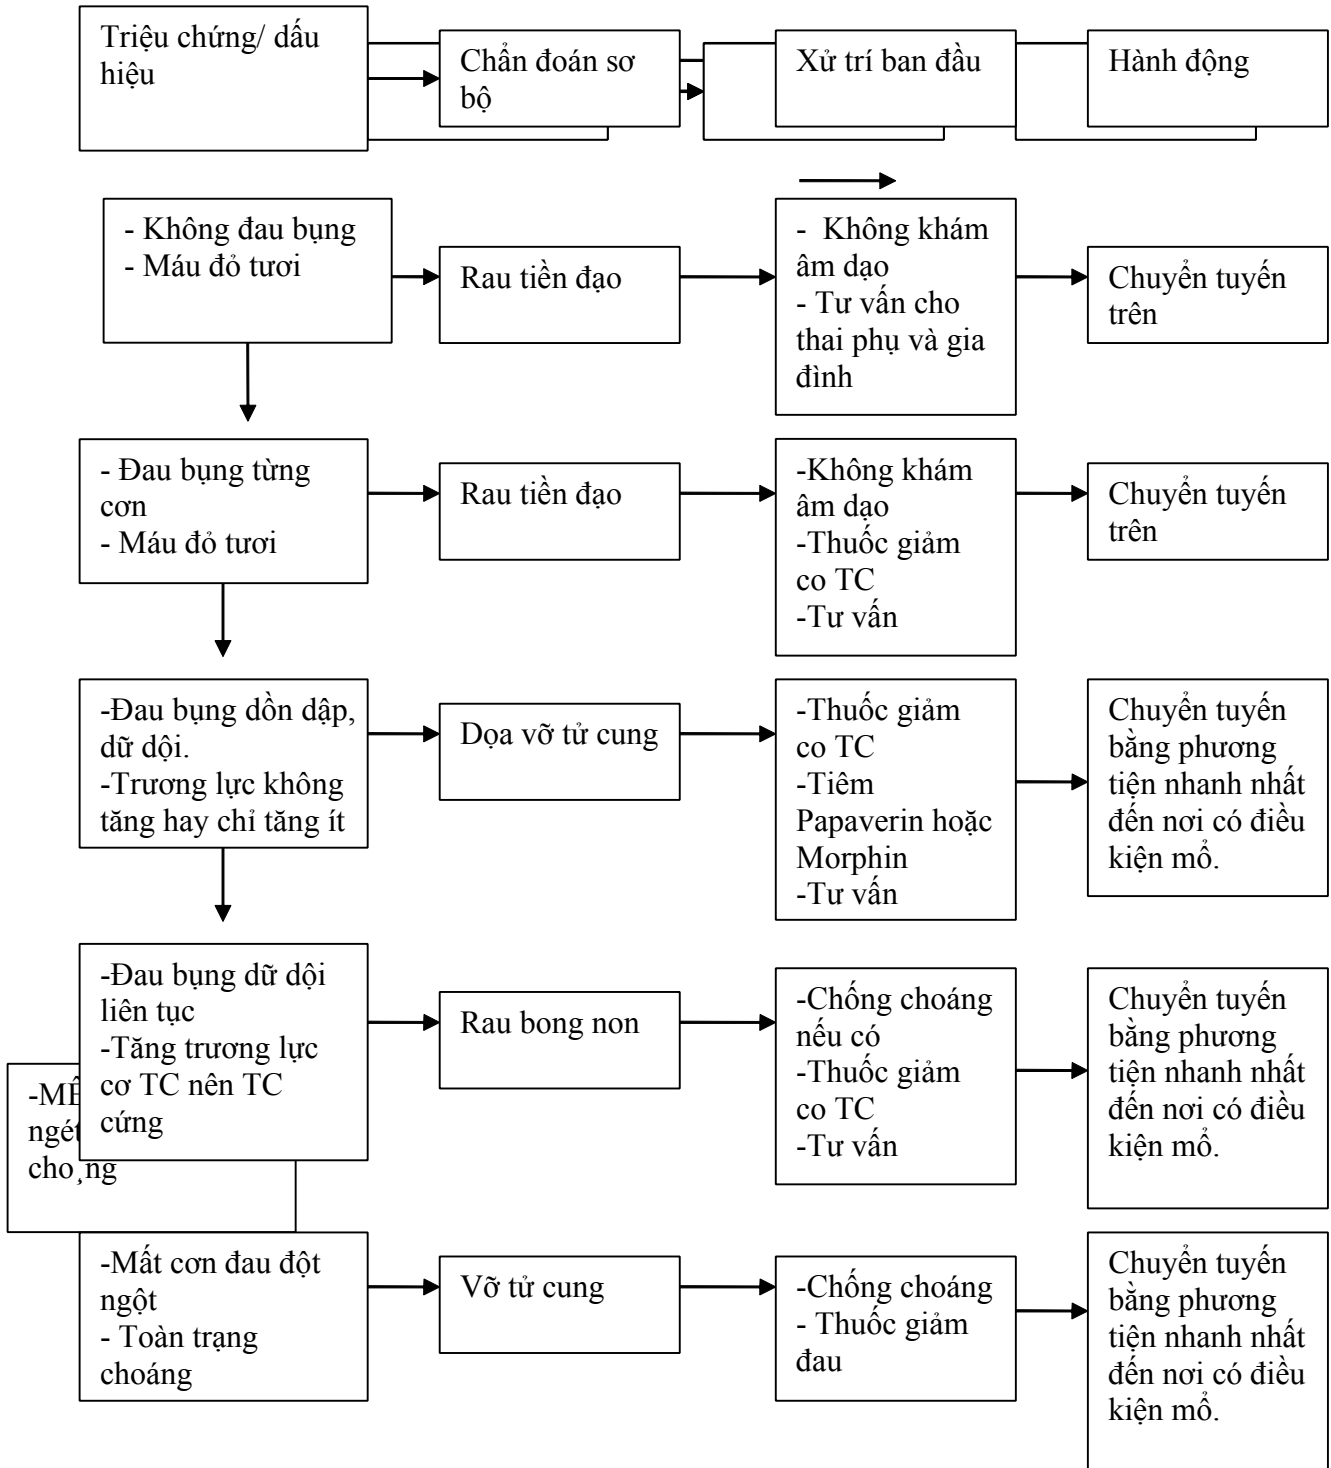 Triệu chứng/ dấu
hiệu
Chẩn đoán sơ
bộ
Xử trí ban đầu
Hành động
- Không đau bụng
- Máu đỏ tươi
Rau tiền đạo
- Không khám
âm dạo
- Tư vấn cho
thai phụ và gia
đình
Chuyển tuyến
trên
- Đau bụng từng
cơn
- Máu đỏ tươi
Rau tiền đạo
-Không khám
âm dạo
-Thuốc giảm
co TC
-Tư vấn
Chuyển tuyến
trên
-Đau bụng dồn dập,
dữ dội.
-Trương lực không
tăng hay chỉ tăng ít
Dọa vỡ tử cung
-Thuốc giảm
co TC
-Tiêm
Papaverin hoặc
Morphin
-Tư vấn
Chuyển tuyến
bằng phương
tiện nhanh nhất
đến nơi có điều
kiện mổ.
-Đau bụng dữ dội
liên tục
-Tăng trương lực
cơ TC nên TC
cứng
Rau bong non
-Chống choáng
nếu có
-Thuốc giảm
co TC
-Tư vấn
Chuyển tuyến
bằng phương
tiện nhanh nhất
đến nơi có điều
kiện mổ.
cho¸ng
-Mất cơn đau đột
ngột
- Toàn trạng
choáng
Vỡ tử cung
-Chống choáng
- Thuốc giảm
đau
Chuyển tuyến
bằng phương
tiện nhanh nhất
đến nơi có điều
kiện mổ.